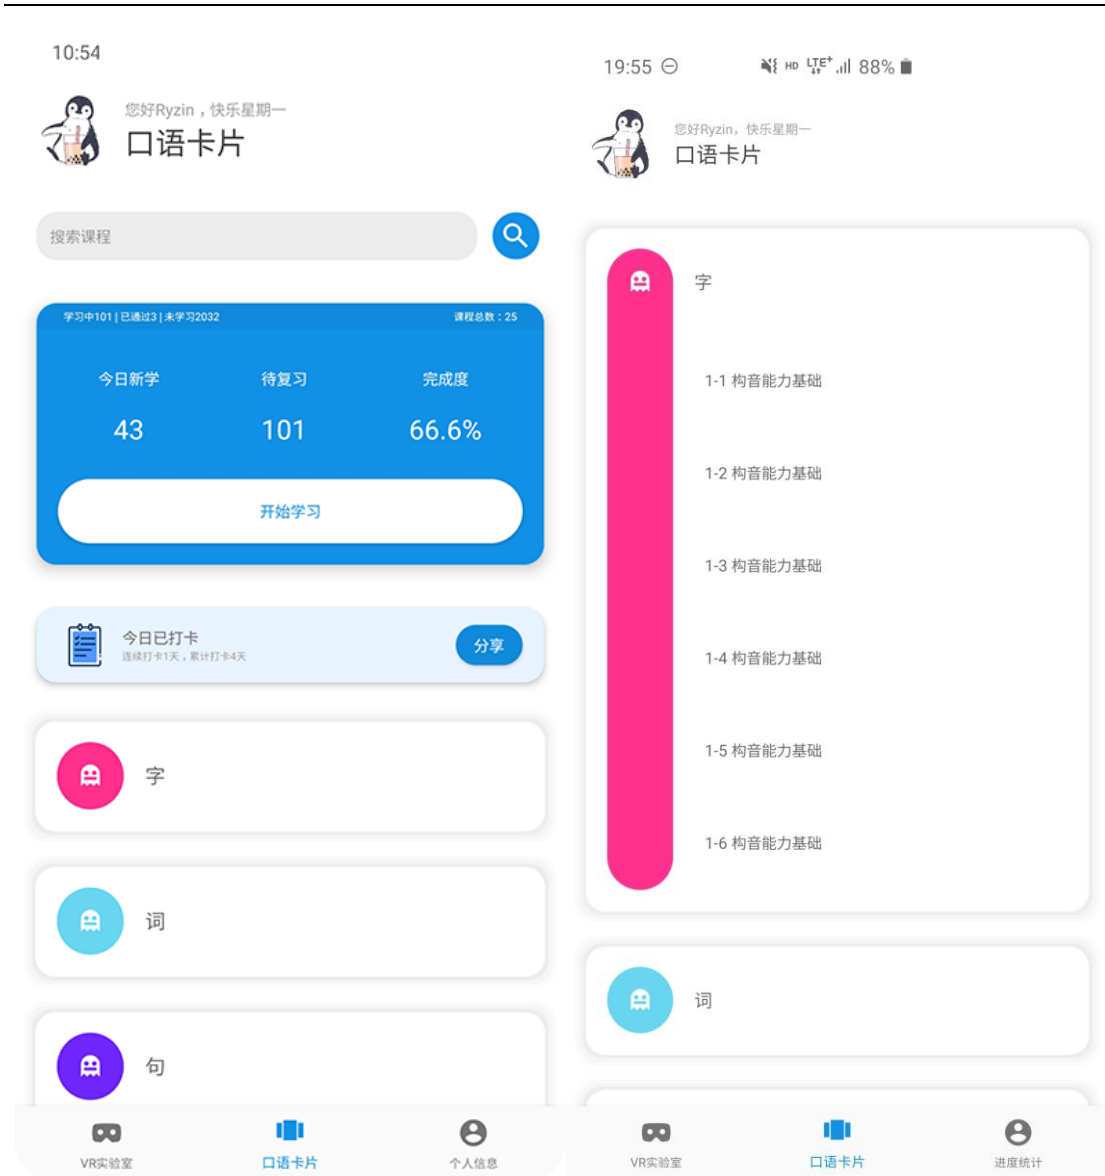 10:54
您好Ryzin，快乐星期一
口语卡片
搜索课程
学习中101 | 已通过3 | 未学习2032
课程总数：25
今日新学
待复习
完成度
43
101
66.6%
开始学习
今日已打卡
连续打卡1天，累计打卡4天
分享
字
词
句
VR实验室
口语卡片
个人信息
19:55
HD LTE+ 88%
您好Ryzin，快乐星期一
口语卡片
字
1-1 构音能力基础
1-2 构音能力基础
1-3 构音能力基础
1-4 构音能力基础
1-5 构音能力基础
1-6 构音能力基础
词
VR实验室
口语卡片
进度统计